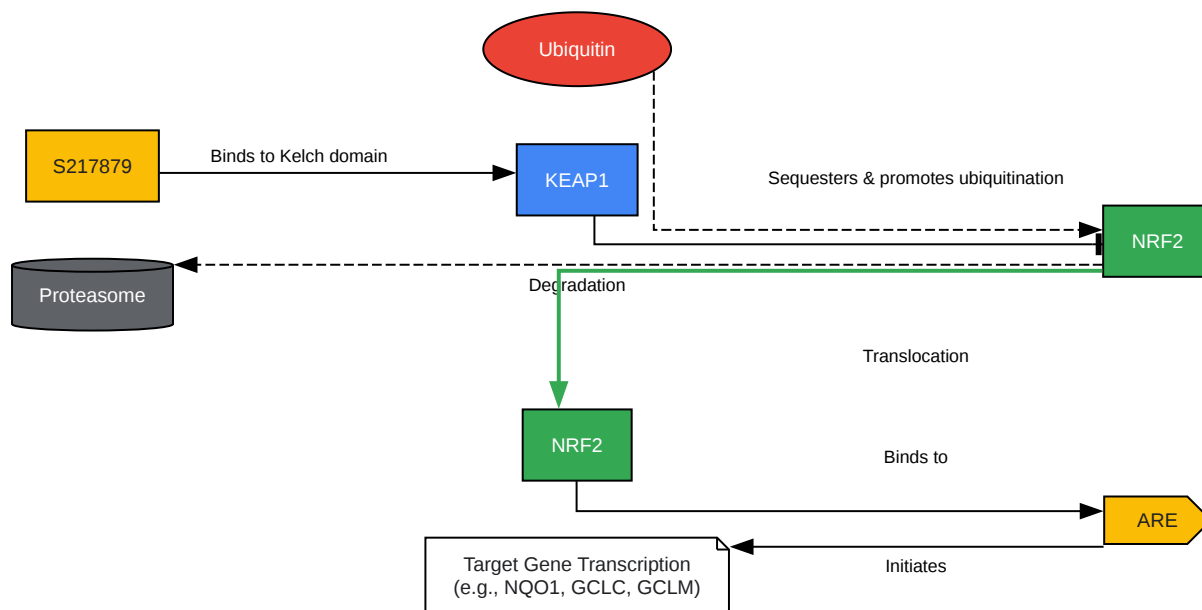 Ubiquitin
S217879
Binds to Kelch domain
KEAP1
Sequesters & promotes ubiquitination
NRF2
Proteasome
Degradation
Translocation
NRF2
Binds to
ARE
Target Gene Transcription
(e.g., NQO1, GCLC, GCLM)
Initiates